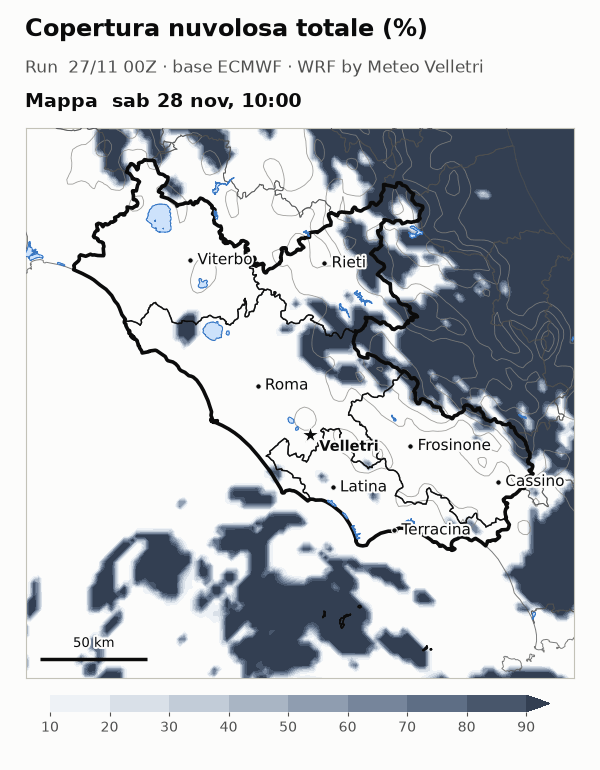 Copertura nuvolosa totale (%)
Run  27/11 00Z · base ECMWF · WRF by Meteo Velletri
Mappa  sab 28 nov, 10:00
Viterbo
Rieti
Roma
Velletri
Frosinone
Cassino
Latina
Terracina
50 km
10 20 30 40 50 60 70 80 90